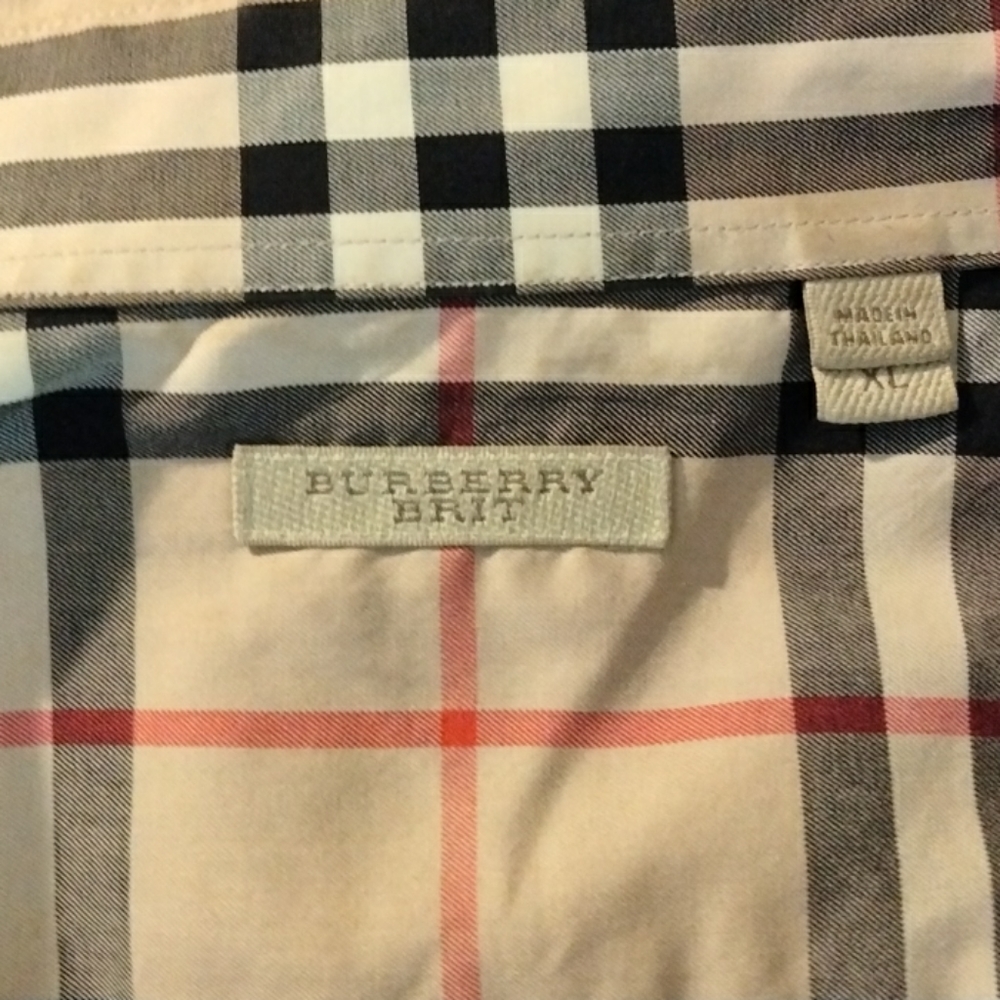 MADE IN
THAILAND
XL
BURBERRY
BRIT